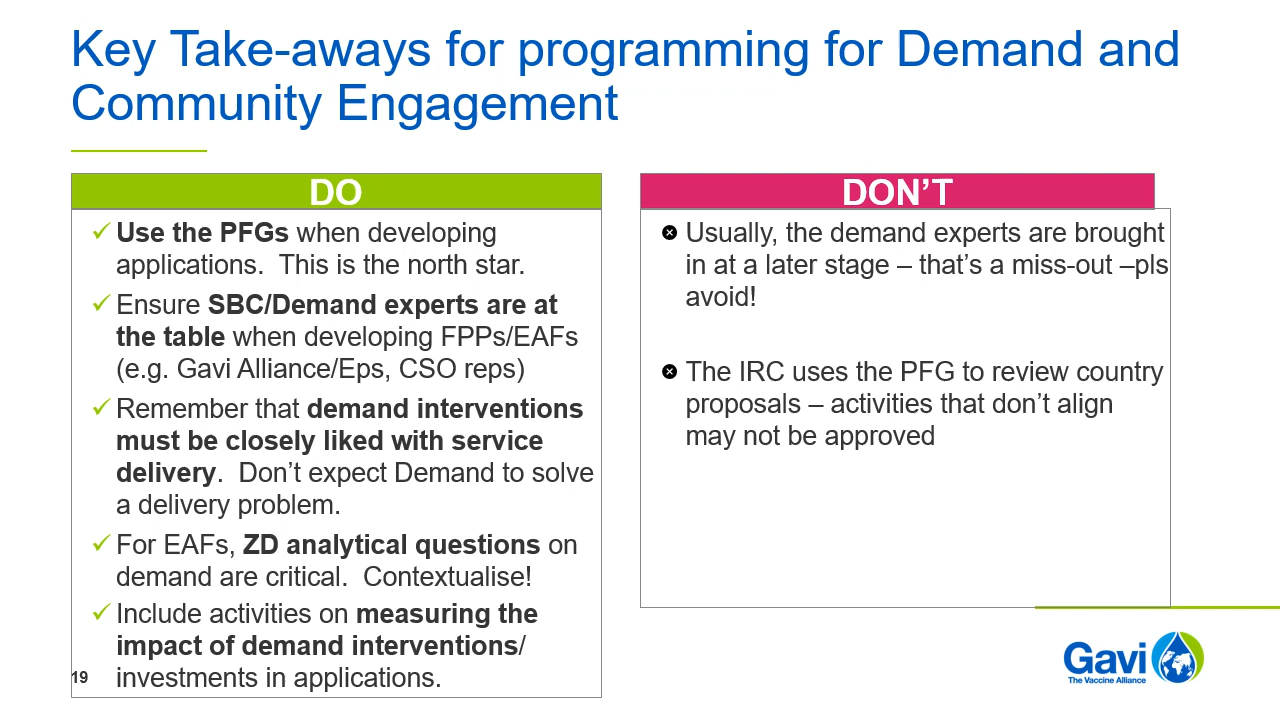 Key Take-aways for programming for Demand and
Community Engagement
DO
Use the PFGs when developing
applications.  This is the north star.
Ensure SBC/Demand experts are at
the table when developing FPPs/EAFs
(e.g. Gavi Alliance/Eps, CSO reps)
Remember that demand interventions
must be closely liked with service
delivery.  Don’t expect Demand to solve
a delivery problem.
For EAFs, ZD analytical questions on
demand are critical.  Contextualise!
Include activities on measuring the
impact of demand interventions/
investments in applications.
DON’T
Usually, the demand experts are brought
in at a later stage – that’s a miss-out –pls
avoid!
The IRC uses the PFG to review country
proposals – activities that don’t align
may not be approved
19
Gavi
The Vaccine Alliance